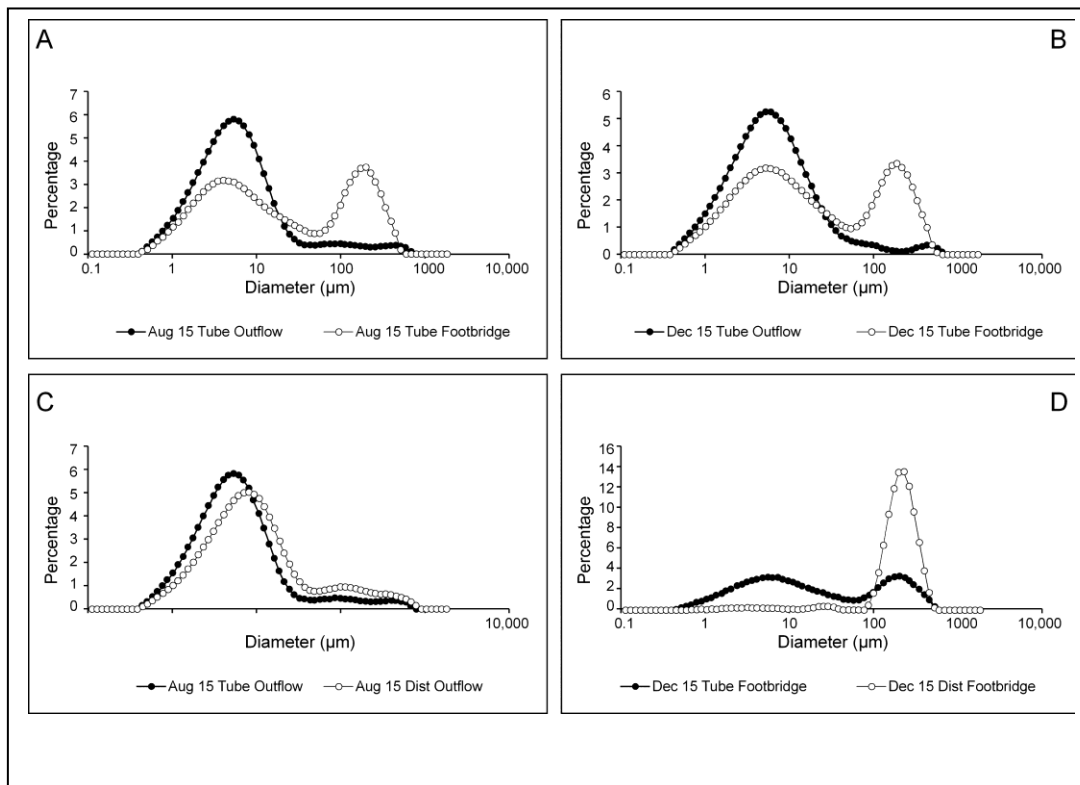 A
7
6
5
4
3
2
1
0
Percentage
0.1 1 10 100 1000 10,000
Diameter (µm)
Aug 15 Tube Outflow Aug 15 Tube Footbridge
B
6
5
4
3
2
1
0
Percentage
0.1 1 10 100 1000 10,000
Diameter (µm)
Dec 15 Tube Outflow Dec 15 Tube Footbridge
C
7
6
5
4
3
2
1
0
Percentage
10,000
Diameter (µm)
Aug 15 Tube Outflow Aug 15 Dist Outflow
D
16
14
12
10
8
6
4
2
0
Percentage
0.1 1 10 100 1000 10,000
Diameter (µm)
Dec 15 Tube Footbridge Dec 15 Dist Footbridge